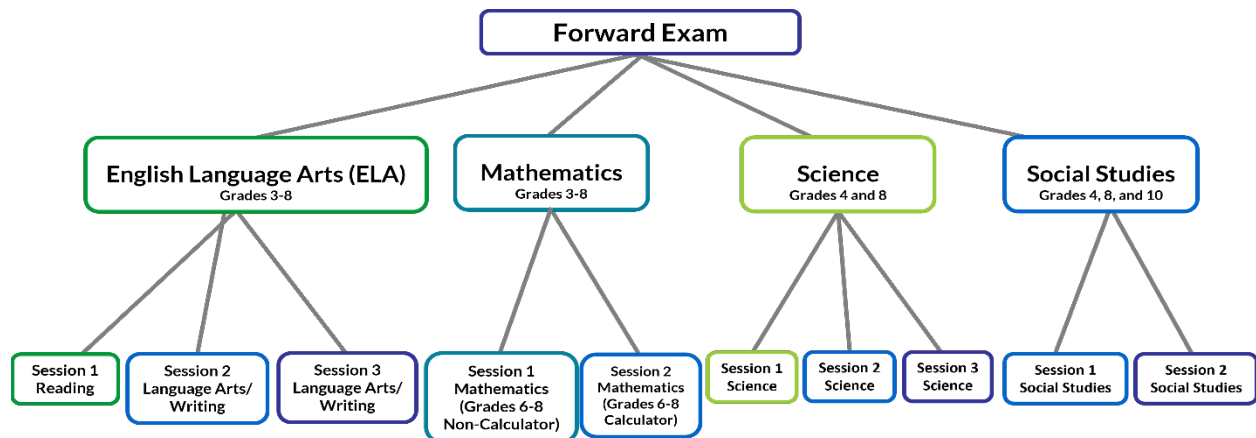 Forward Exam
English Language Arts (ELA)
Grades 3-8
Mathematics
Grades 3-8
Science
Grades 4 and 8
Social Studies
Grades 4, 8, and 10
Session 1
Reading
Session 2
Language Arts/
Writing
Session 3
Language Arts/
Writing
Session 1
Mathematics
(Grades 6-8
Non-Calculator)
Session 2
Mathematics
(Grades 6-8
Calculator)
Session 1
Science
Session 2
Science
Session 3
Science
Session 1
Social Studies
Session 2
Social Studies